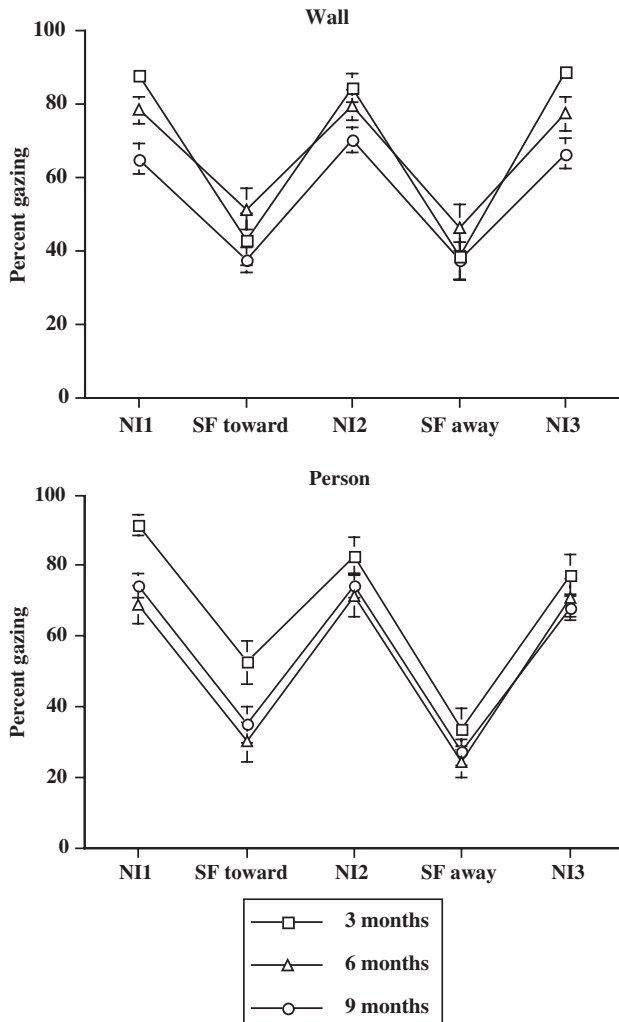 Wall
100
80
60
40
20
0
Percent gazing
NI1 SF toward NI2 SF away NI3
Person
100
80
60
40
20
0
Percent gazing
NI1 SF toward NI2 SF away NI3
3 months
6 months
9 months